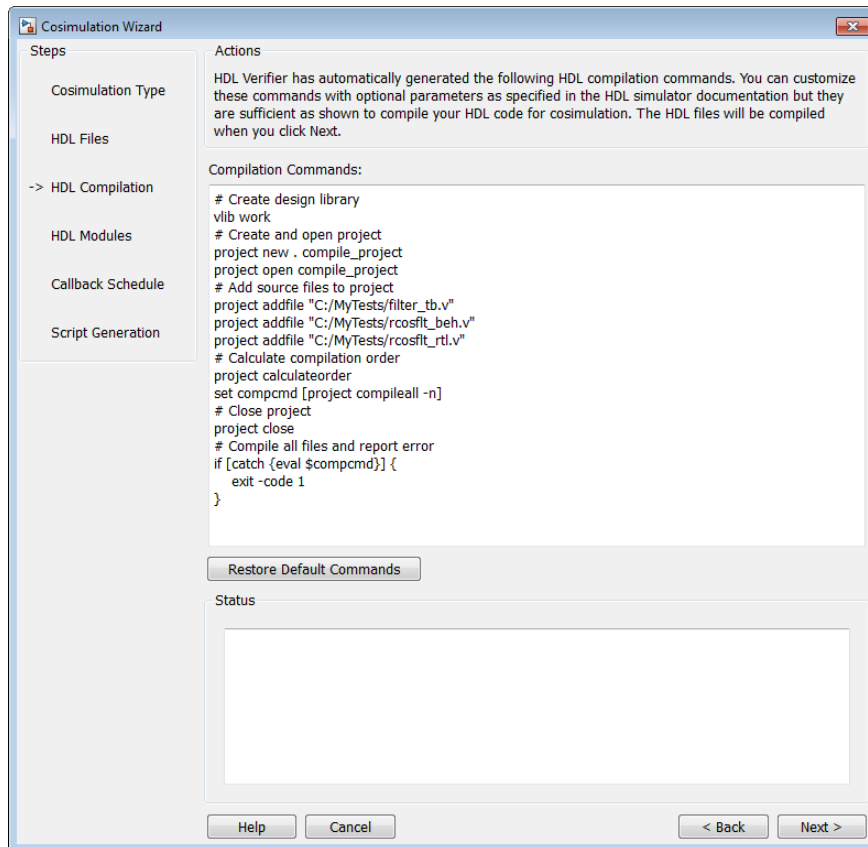 Cosimulation Wizard
Steps
Cosimulation Type
HDL Files
-> HDL Compilation
HDL Modules
Callback Schedule
Script Generation
Actions
HDL Verifier has automatically generated the following HDL compilation commands. You can customize
these commands with optional parameters as specified in the HDL simulator documentation but they
are sufficient as shown to compile your HDL code for cosimulation. The HDL files will be compiled
when you click Next.
Compilation Commands:
# Create design library
vlib work
# Create and open project
project new . compile_project
project open compile_project
# Add source files to project
project addfile "C:/MyTests/filter_tb.v"
project addfile "C:/MyTests/rcosflt_beh.v"
project addfile "C:/MyTests/rcosflt_rtl.v"
# Calculate compilation order
project calculateorder
set compcmd [project compileall -n]
# Close project
project close
# Compile all files and report error
if [catch {eval $compcmd}] {
    exit -code 1
}
Restore Default Commands
Status
Help
Cancel
< Back
Next >